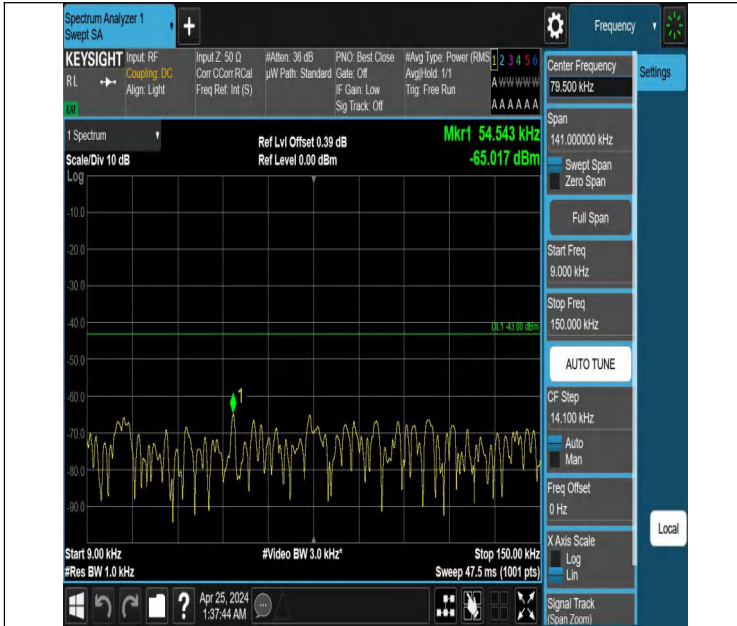 Spectrum Analyzer 1
Swept SA
+
Frequency
KEYSIGHT
RL
Input: RF
Coupling: DC
Align: Light
Input Z: 50 Ω
Corr CCorr RCal
Freq Ref: Int (S)
#Atten: 36 dB
µW Path: Standard
PNO: Best Close
Gate: Off
IF Gain: Low
Sig Track: Off
#Avg Type: Power (RMS
Avg|Hold: 1/1
Trig: Free Run
1 2 3 4 5 6
A W W W W W
A A A A A A
1 Spectrum
Scale/Div 10 dB
Log
Ref Lvl Offset 0.39 dB
Ref Level 0.00 dBm
Mkr1 54.543 kHz
-65.017 dBm
-10.0
-20.0
-30.0
-40.0
DL1 -43.00 dBm
-50.0
-60.0
1
-70.0
-80.0
-90.0
Start 9.00 kHz
#Res BW 1.0 kHz
#Video BW 3.0 kHz*
Stop 150.00 kHz
Sweep 47.5 ms (1001 pts)
Center Frequency
79.500 kHz
Settings
Span
141.000000 kHz
Swept Span
Zero Span
Full Span
Start Freq
9.000 kHz
Stop Freq
150.000 kHz
AUTO TUNE
CF Step
14.100 kHz
Auto
Man
Freq Offset
0 Hz
X Axis Scale
Log
Lin
Local
Signal Track
(Span Zoom)
?
Apr 25, 2024
1:37:44 AM